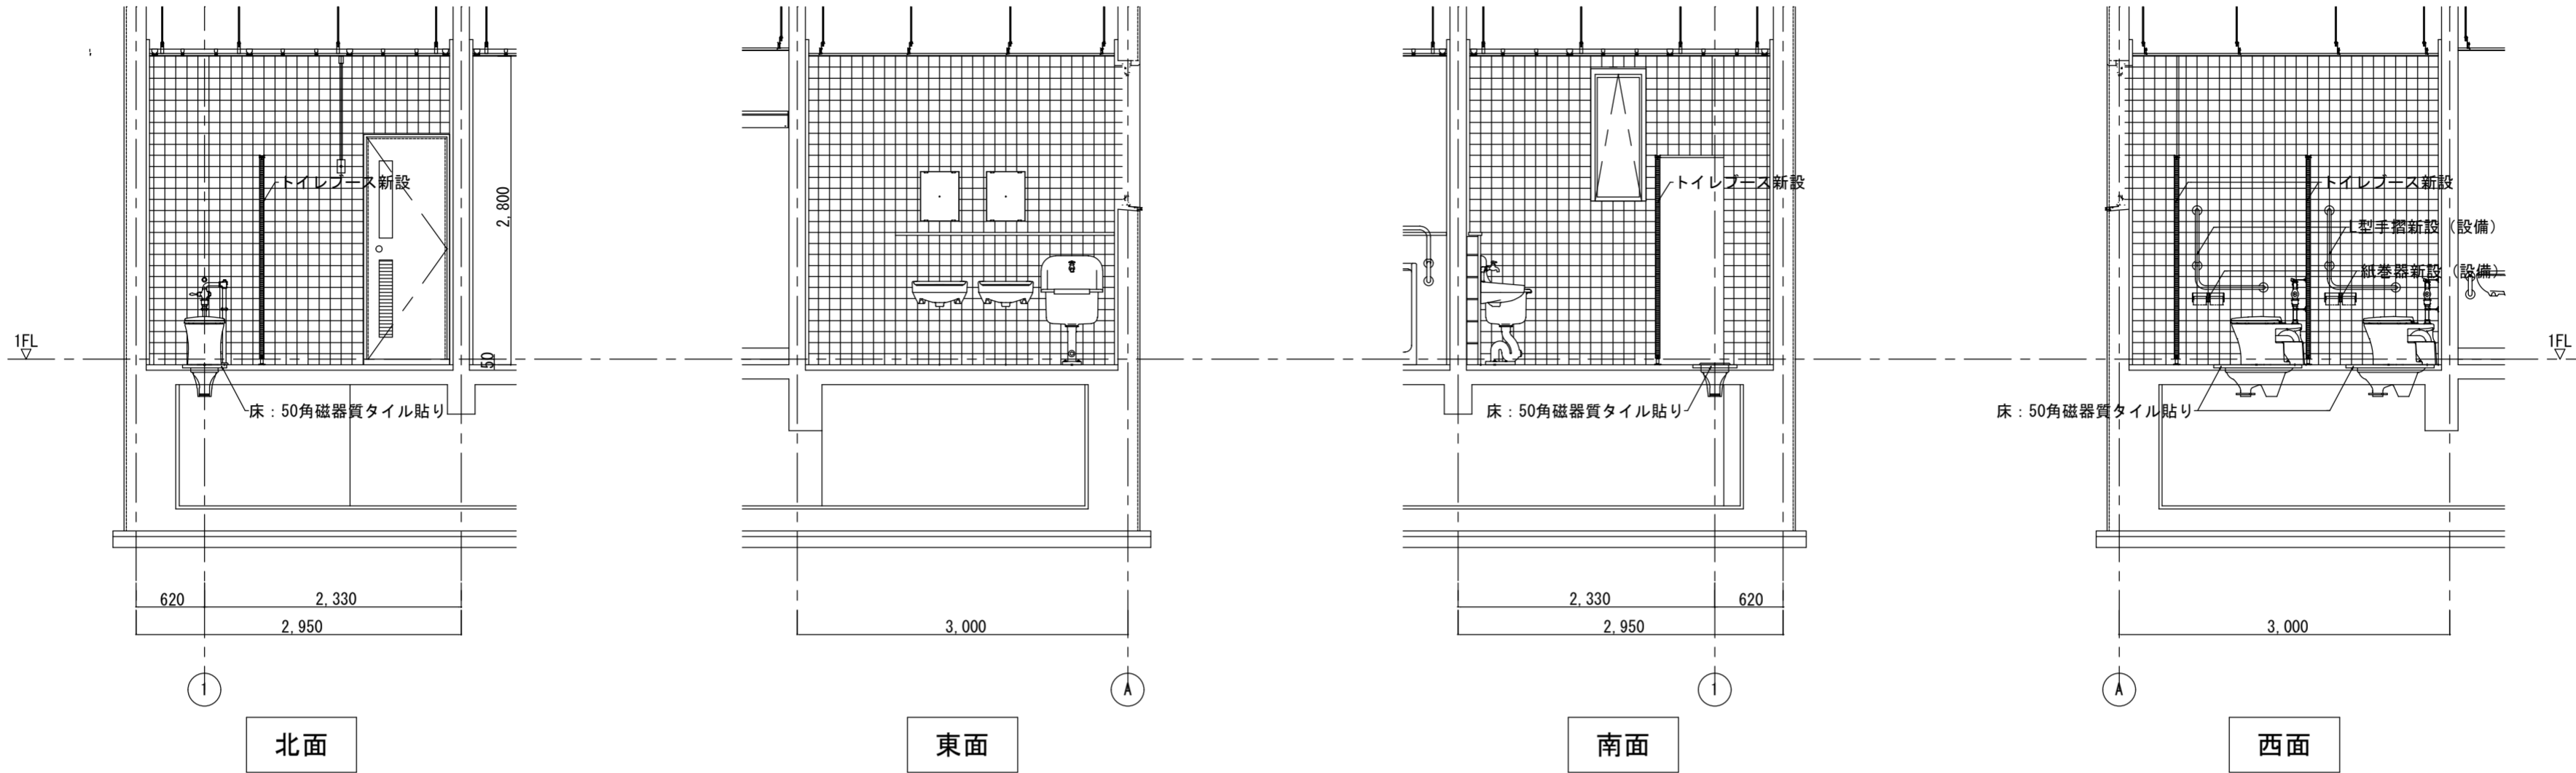 トイレブース新設
2,800
1FL
50
床：50角磁器質タイル貼り
620
2,330
2,950
1
北面
3,000
A
東面
トイレブース新設
床：50角磁器質タイル貼り
2,330
620
2,950
1
南面
トイレブース新設
L型手摺新設（設備）
紙巻器新設（設備）
1FL
床：50角磁器質タイル貼り
3,000
A
西面